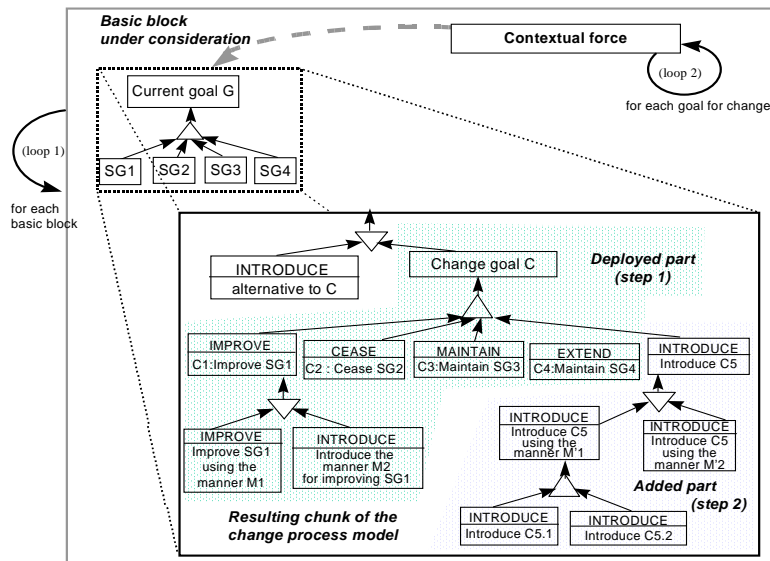 Basic block
under consideration
Contextual force
(loop 2)
for each goal for change
Current goal G
(loop 1)
SG1
SG2
SG3
SG4
for each
basic block
INTRODUCE
alternative to C
Change goal C
Deployed part
(step 1)
IMPROVE
C1:Improve SG1
CEASE
C2 : Cease SG2
MAINTAIN
C3:Maintain SG3
EXTEND
C4:Maintain SG4
INTRODUCE
Introduce C5
IMPROVE
Improve SG1
using the
manner M1
INTRODUCE
Introduce the
manner M2
for improving SG1
INTRODUCE
Introduce C5
using the
manner M'1
INTRODUCE
Introduce C5
using the
manner M'2
Added part
(step 2)
Resulting chunk of the
change process model
INTRODUCE
Introduce C5.1
INTRODUCE
Introduce C5.2